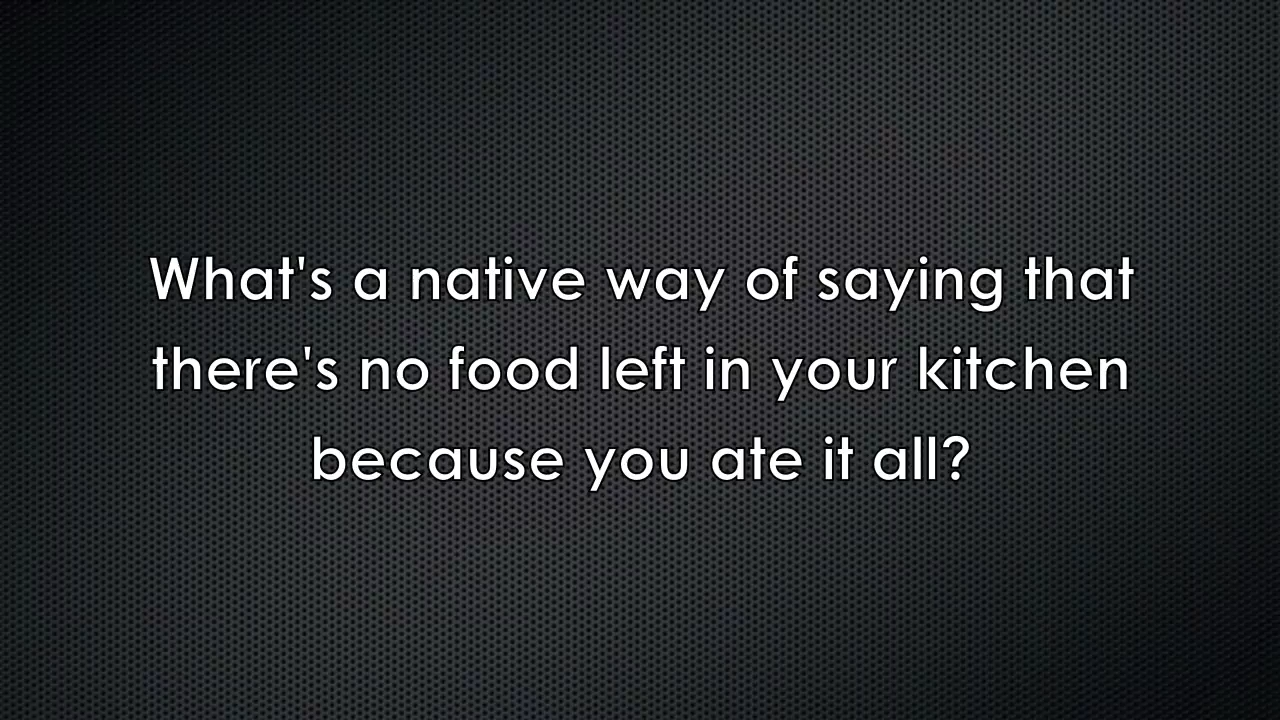 What's a native way of saying that
there's no food left in your kitchen
because you ate it all?